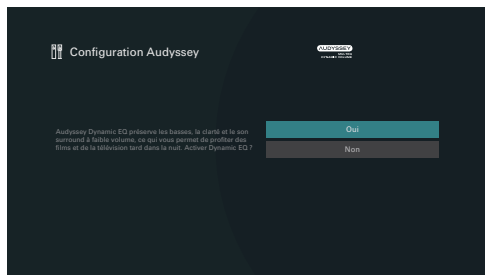 Configuration Audyssey
AUDYSSEY
DYNAMIC VOLUME
Audyssey Dynamic EQ préserve les basses, la clarté et le son
surround à faible volume, ce qui vous permet de profiter des
films et de la télévision tard dans la nuit. Activer Dynamic EQ ?
Oui
Non